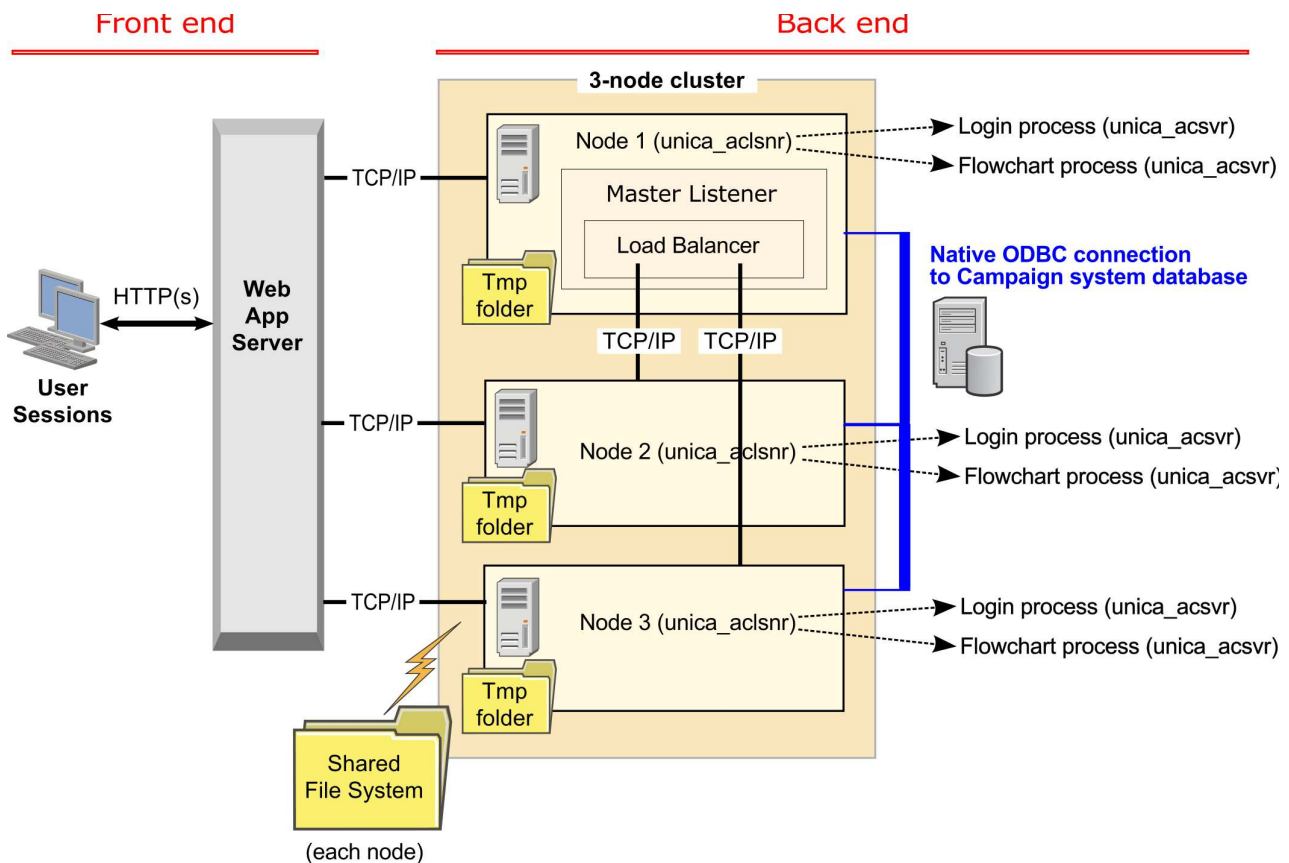 Front end
Back end
3-node cluster
Node 1 (unica_aclsnr)
Login process (unica_acsvr)
Flowchart process (unica_acsvr)
TCP/IP
Master Listener
Load Balancer
Tmp
folder
Native ODBC connection
to Campaign system database
HTTP(s)
Web
App
Server
User
Sessions
TCP/IP
TCP/IP
TCP/IP
Node 2 (unica_aclsnr)
Login process (unica_acsvr)
Flowchart process (unica_acsvr)
Tmp
folder
TCP/IP
Node 3 (unica_aclsnr)
Login process (unica_acsvr)
Flowchart process (unica_acsvr)
Tmp
folder
Shared
File System
(each node)